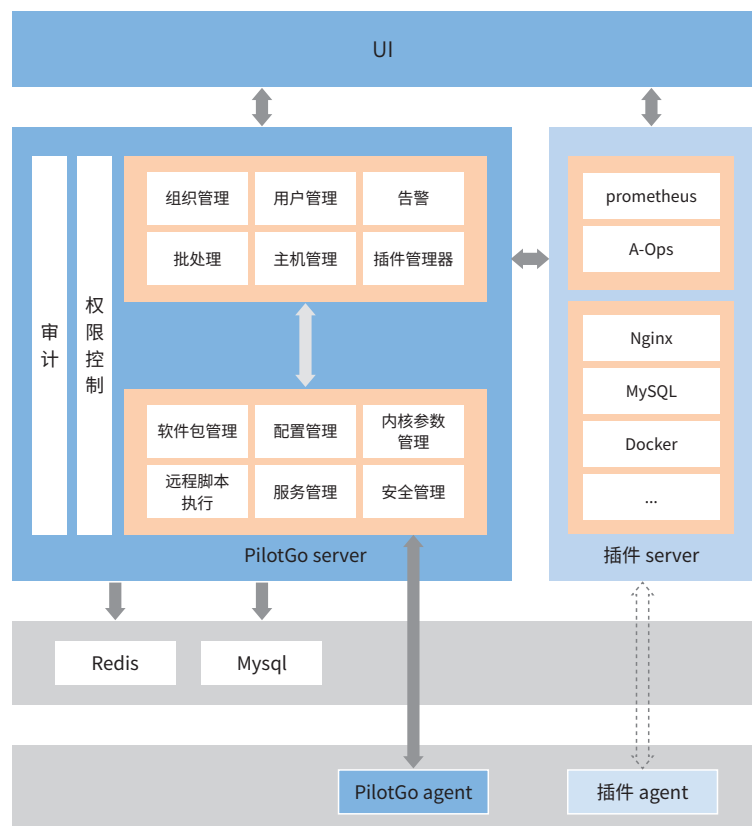 UI
审计
权限控制
组织管理
用户管理
告警
批处理
主机管理
插件管理器
软件包管理
配置管理
内核参数
管理
远程脚本
执行
服务管理
安全管理
PilotGo server
prometheus
A-Ops
Nginx
MySQL
Docker
...
插件 server
Redis
Mysql
PilotGo agent
插件 agent